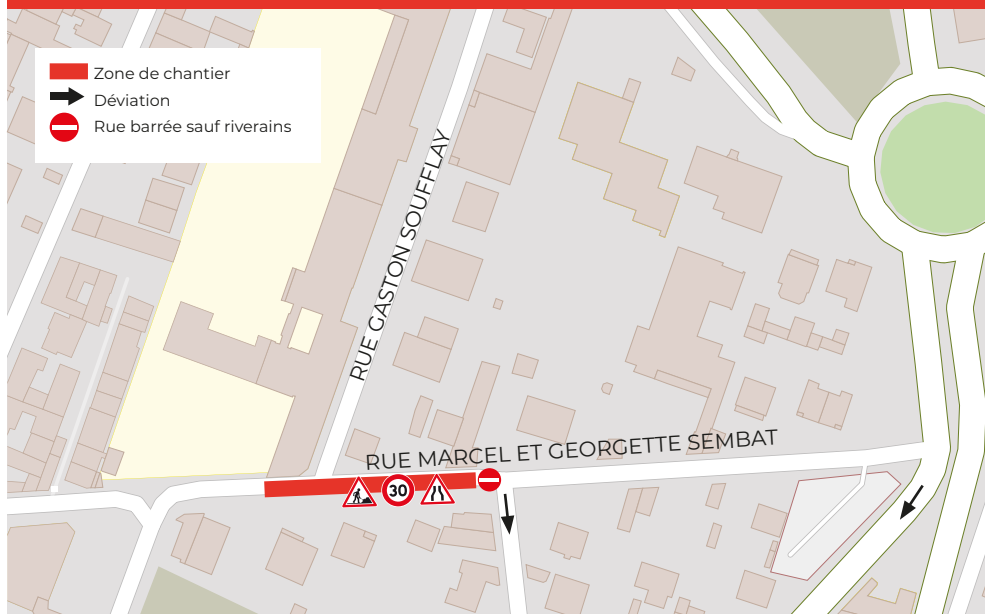 Zone de chantier
Déviation
Rue barrée sauf riverains
RUE GASTON SOUFFLAY
RUE MARCEL ET GEORGETTE SEMBAT
30